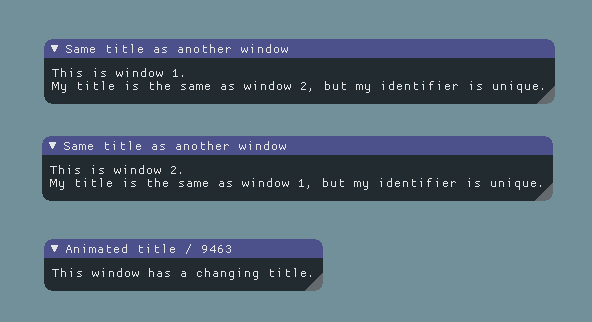 Same title as another window
This is window 1.
My title is the same as window 2, but my identifier is unique.
Same title as another window
This is window 2.
My title is the same as window 1, but my identifier is unique.
Animated title / 9463
This window has a changing title.